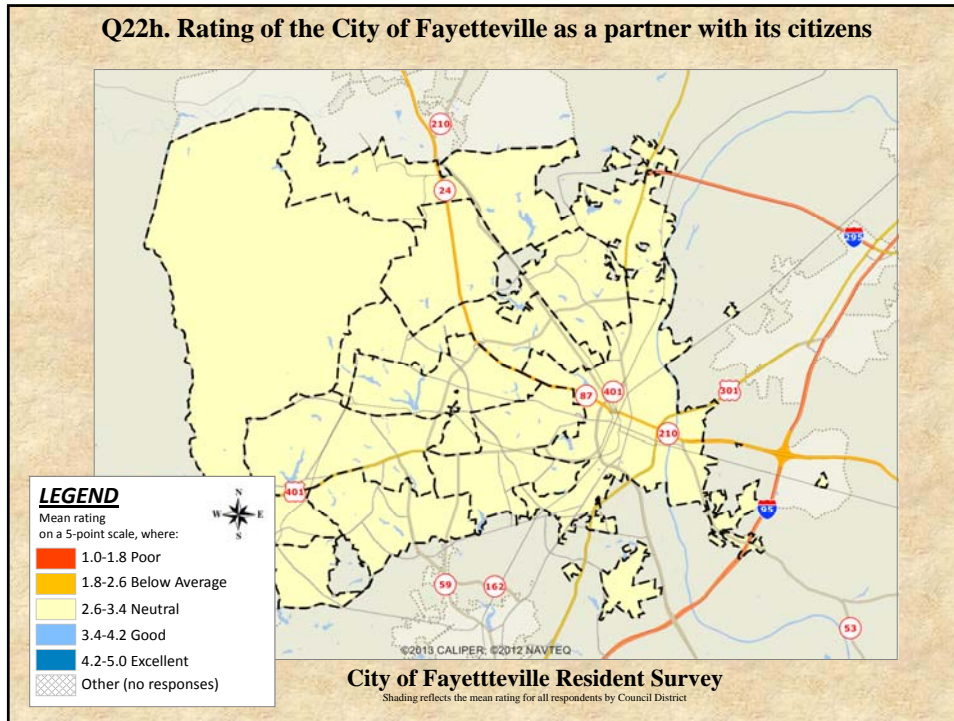 Q22h. Rating of the City of Fayetteville as a partner with its citizens
210
24
295
87
401
301
210
401
95
59
162
53
LEGEND
Mean rating
on a 5-point scale, where:
1.0-1.8 Poor
1.8-2.6 Below Average
2.6-3.4 Neutral
3.4-4.2 Good
4.2-5.0 Excellent
Other (no responses)
N
W E
S
©2013 CALIPER; ©2012 NAVTEQ
City of Fayettteville Resident Survey
Shading reflects the mean rating for all respondents by Council District